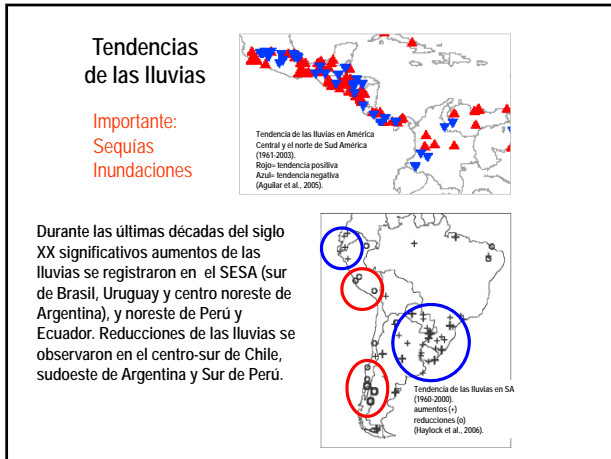 Tendencias
de las lluvias
Importante:
Sequías
Inundaciones
Tendencia de las lluvias en América
Central y el norte de Sud América
(1961-2003).
Rojo= tendencia positiva
Azul= tendencia negativa
(Aguilar et al., 2005).
Durante las últimas décadas del siglo
XX significativos aumentos de las
lluvias se registraron en el SESA (sur
de Brasil, Uruguay y centro noreste de
Argentina), y noreste de Perú y
Ecuador. Reducciones de las lluvias se
observaron en el centro-sur de Chile,
sudoeste de Argentina y Sur de Perú.
Tendencia de las lluvias en SA
(1960-2000).
aumentos (+)
reducciones (o)
(Haylock et al., 2006).